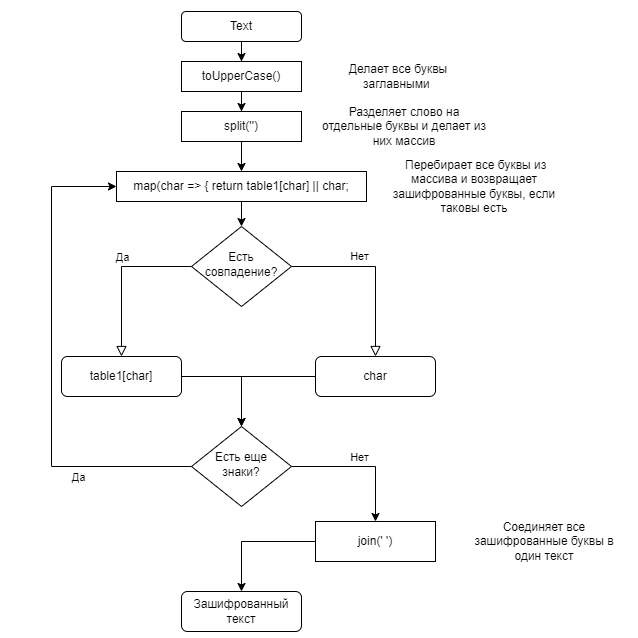 Text
toUpperCase()
Делает все буквы
заглавными
split('')
Разделяет слово на
отдельные буквы и делает из
них массив
map(char => { return table1[char] || char;
Перебирает все буквы из
массива и возвращает
зашифрованные буквы, если
таковы есть
Есть
совпадение?
Да
Нет
table1[char]
char
Есть еще
знаки?
Да
Нет
join(' ')
Соединяет все
зашифрованные буквы в
один текст
Зашифрованный
текст